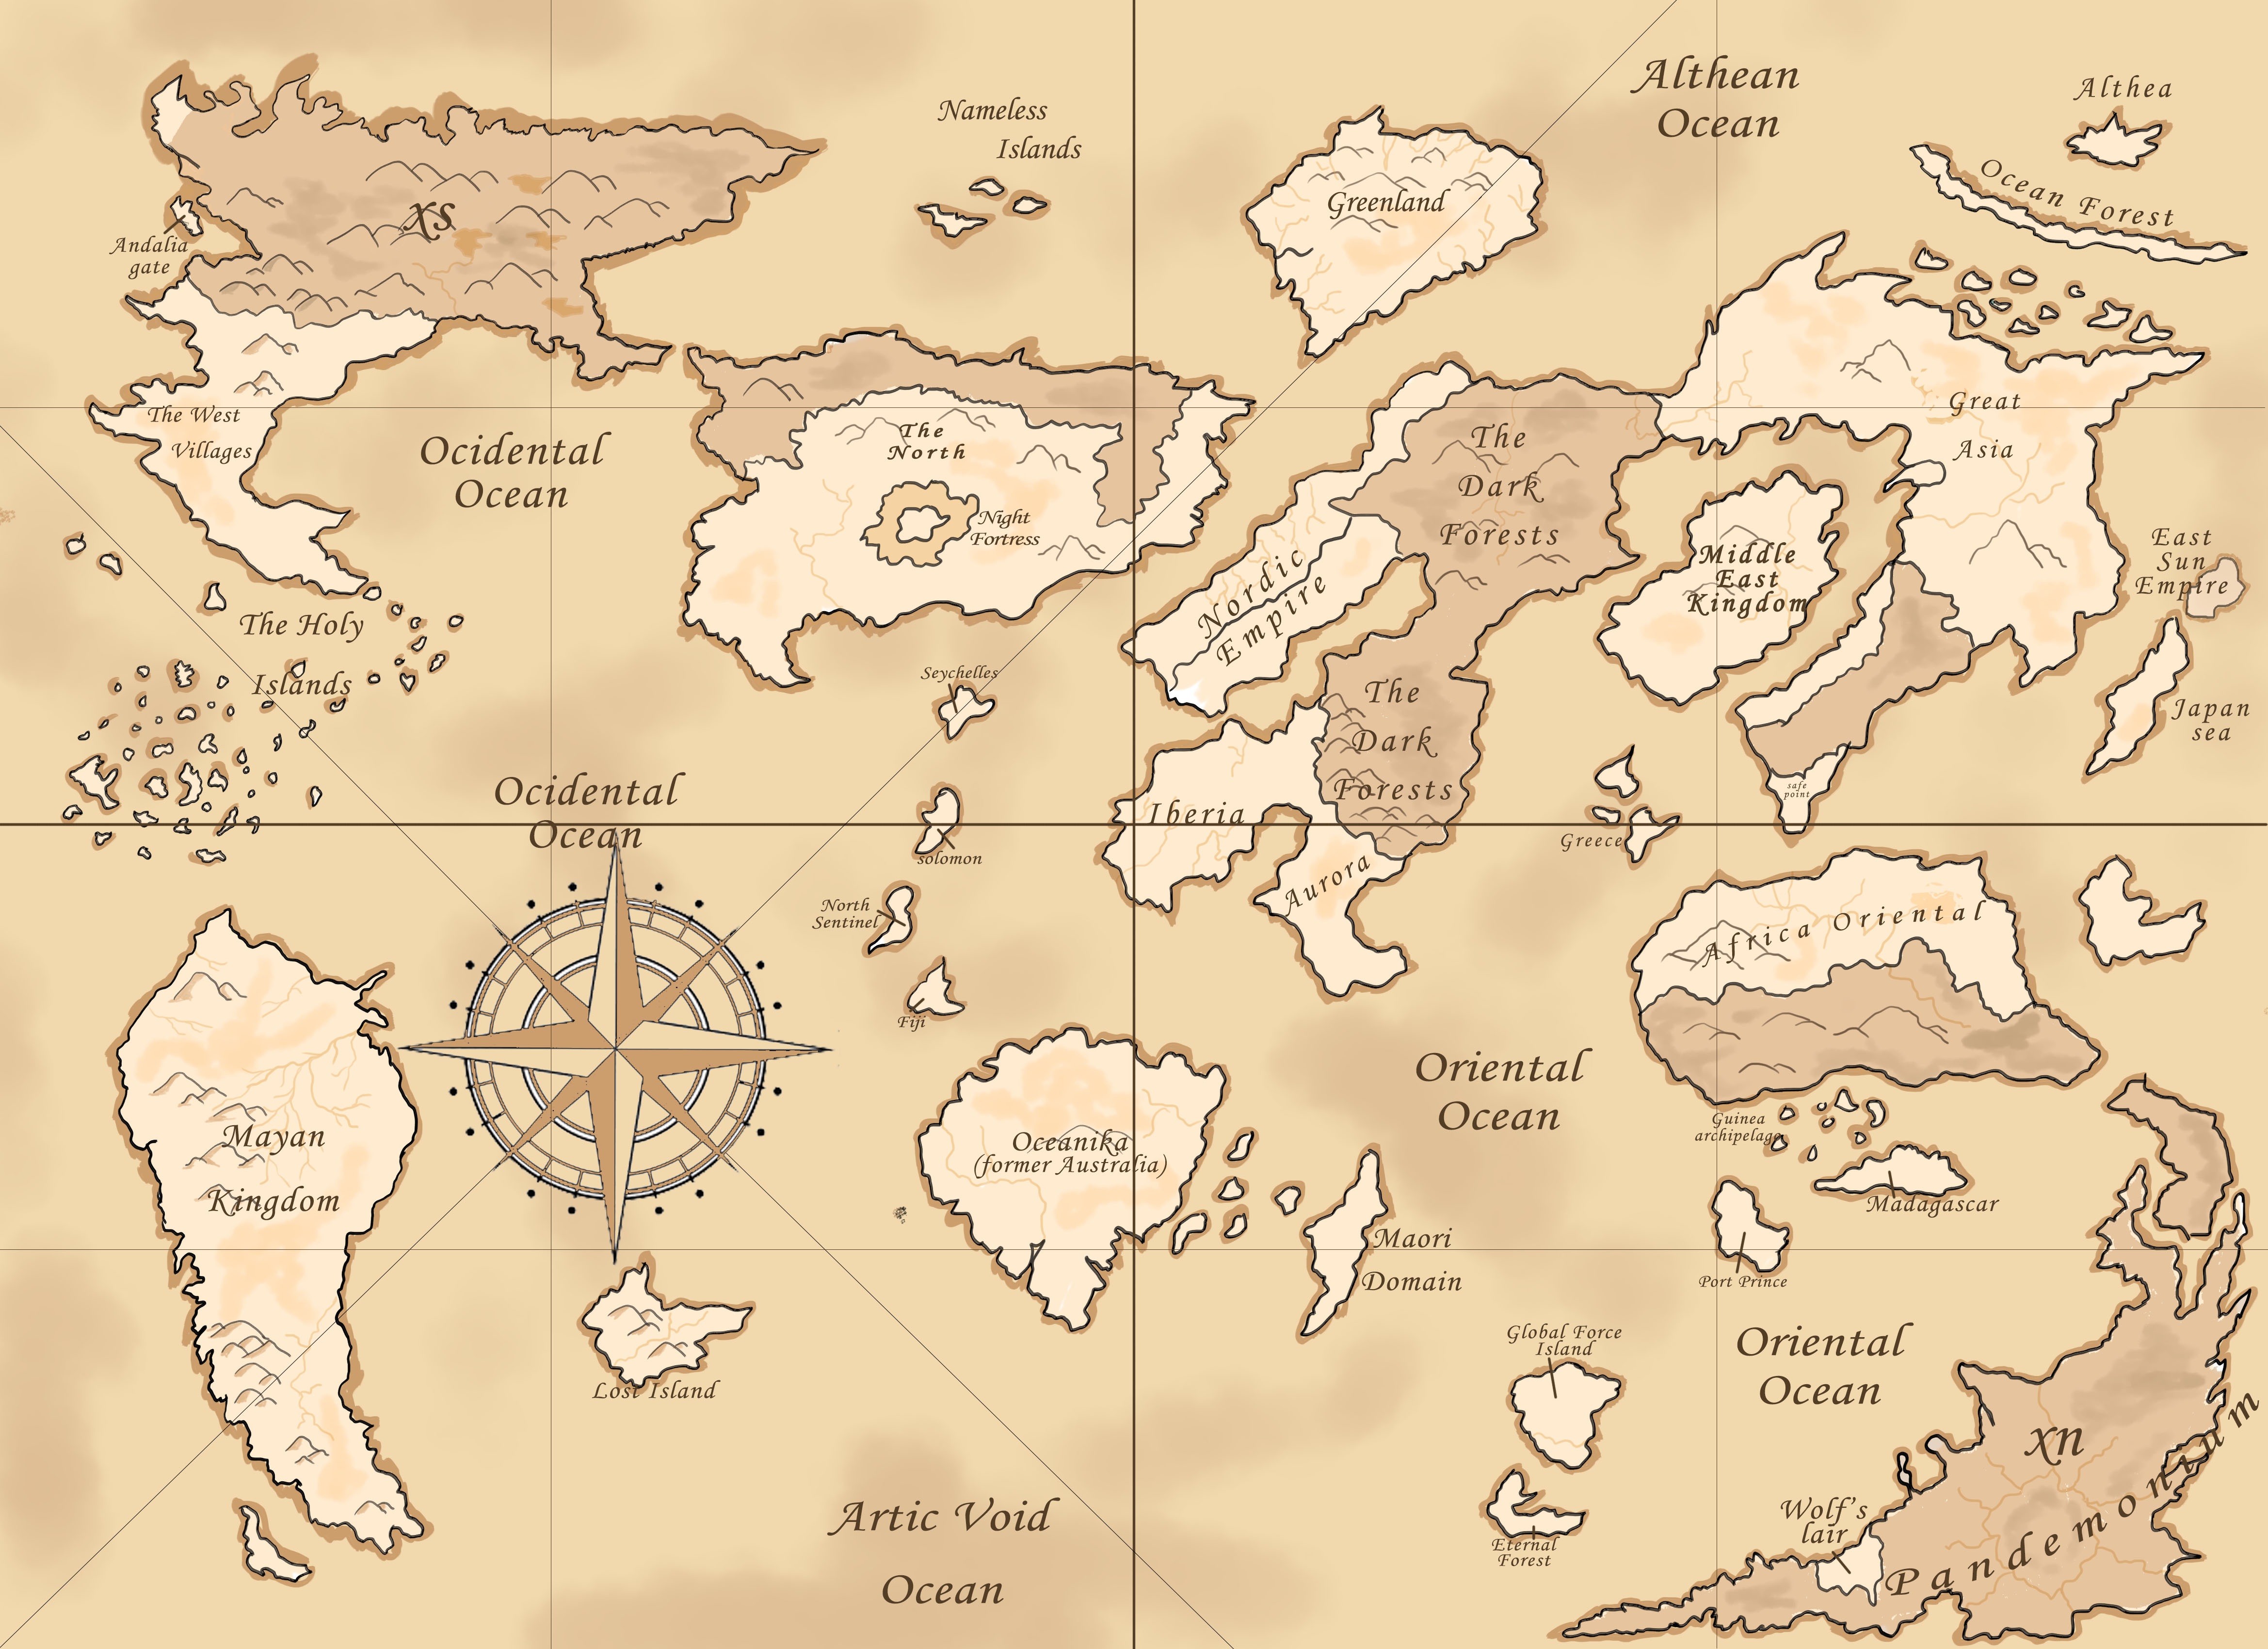 Althean
Ocean
Althea
Ocean Forest
Nameless
Islands
Greenland
XS
Andalia
gate
The West
Villages
Ocidental
Ocean
The
North
Night
Fortress
The
Dark
Forests
Great
Asia
Middle
East
Kingdom
East
Sun
Empire
Nordic
Empire
The Holy
Islands
Seychelles
The
Dark
Forests
Japan
sea
safe
point
Ocidental
Ocean
Iberia
solomon
Greece
Aurora
North
Sentinel
Africa Oriental
Fiji
Oriental
Ocean
Mayan
Kingdom
Oceanika
(former Australia)
Guinea
archipelago
Madagascar
Maori
Domain
Port Prince
Lost Island
Global Force
Island
Oriental
Ocean
xn
Pandemonium
Wolf's
lair
Artic Void
Ocean
Eternal
Forest